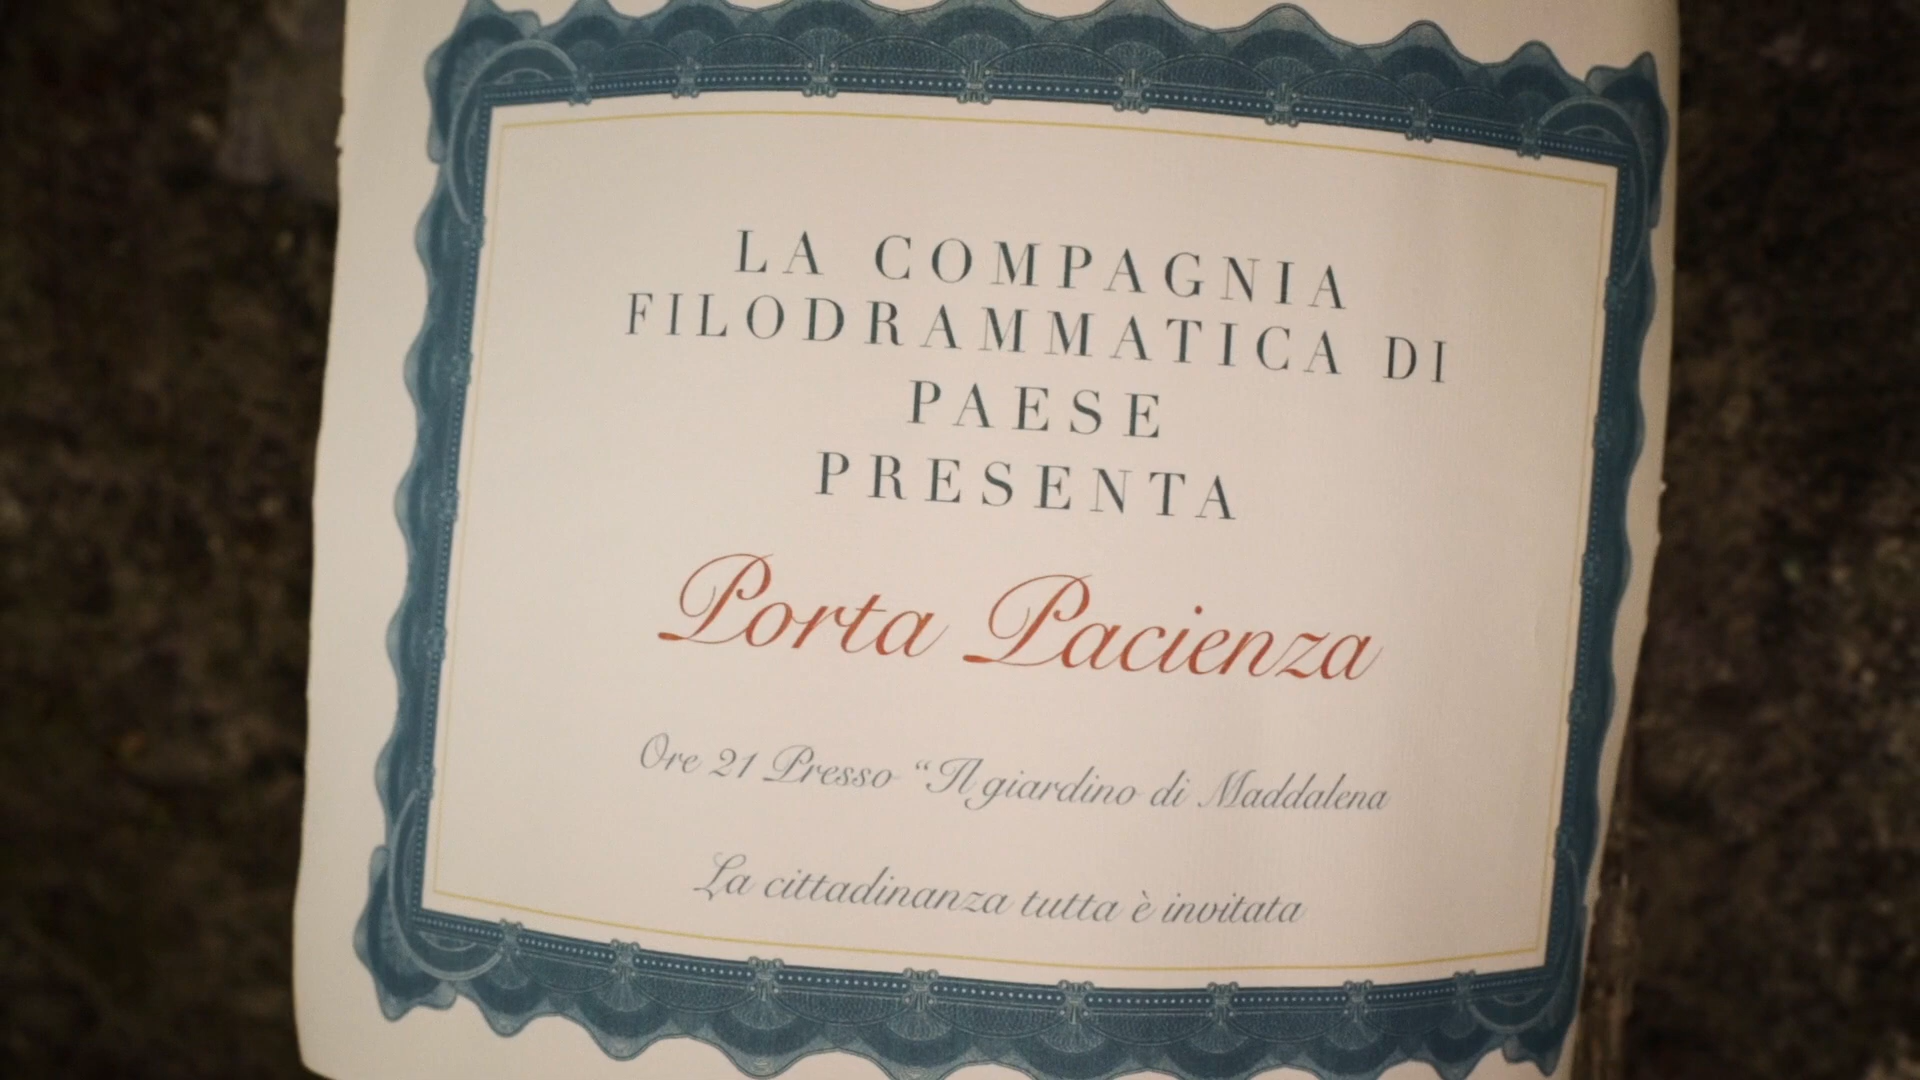 LA COMPAGNIA
FILODRAMMATICA DI
PAESE
PRESENTA
Porta Pacienza
Ore 21 Presso “Il giardino di Maddalena
La cittadinanza tutta è invitata